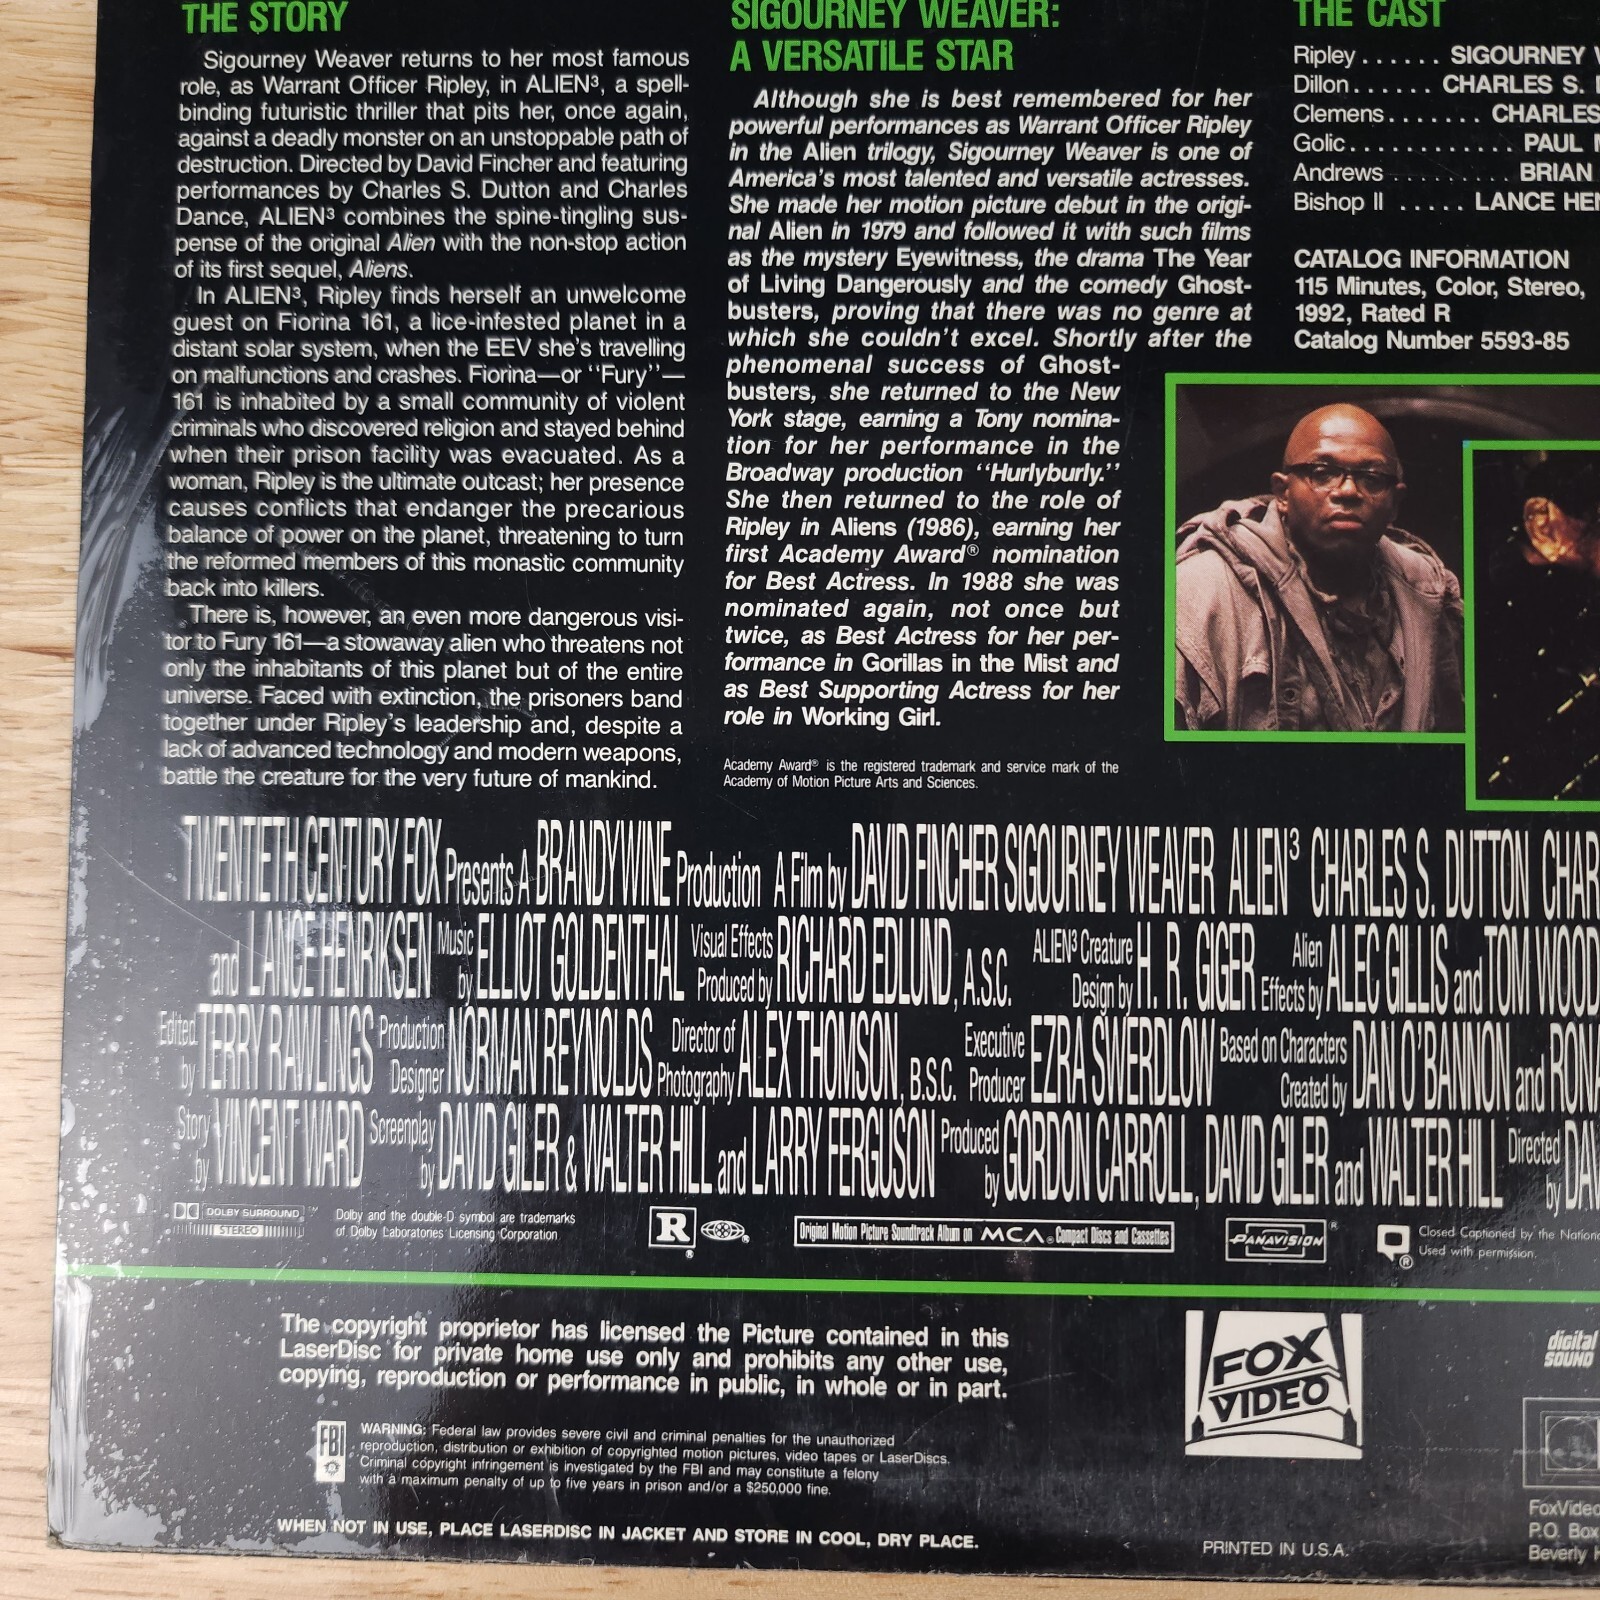 THE STORY
Sigourney Weaver returns to her most famous
role, as Warrant Officer Ripley, in ALIEN³, a spell-
binding futuristic thriller that pits her, once again,
against a deadly monster on an unstoppable path of
destruction. Directed by David Fincher and featuring
performances by Charles S. Dutton and Charles
Dance, ALIEN³ combines the spine-tingling sus-
pense of the original Alien with the non-stop action
of its first sequel, Aliens.
In ALIEN³, Ripley finds herself an unwelcome
guest on Fiorina 161, a lice-infested planet in a
distant solar system, when the EEV she's travelling
on malfunctions and crashes. Fiorina—or "Fury"—
161 is inhabited by a small community of violent
criminals who discovered religion and stayed behind
when their prison facility was evacuated. As a
woman, Ripley is the ultimate outcast; her presence
causes conflicts that endanger the precarious
balance of power on the planet, threatening to turn
the reformed members of this monastic community
back into killers.
There is, however, an even more dangerous visi-
tor to Fury 161—a stowaway alien who threatens not
only the inhabitants of this planet but of the entire
universe. Faced with extinction, the prisoners band
together under Ripley's leadership and, despite a
lack of advanced technology and modern weapons,
battle the creature for the very future of mankind.
SIGOURNEY WEAVER:
A VERSATILE STAR
Although she is best remembered for her
powerful performances as Warrant Officer Ripley
in the Alien trilogy, Sigourney Weaver is one of
America's most talented and versatile actresses.
She made her motion picture debut in the origi-
nal Alien in 1979 and followed it with such films
as the mystery Eyewitness, the drama The Year
of Living Dangerously and the comedy Ghost-
busters, proving that there was no genre at
which she couldn't excel. Shortly after the
phenomenal success of Ghost-
busters, she returned to the New
York stage, earning a Tony nomina-
tion for her performance in the
Broadway production "Hurlyburly."
She then returned to the role of
Ripley in Aliens (1986), earning her
first Academy Award® nomination
for Best Actress. In 1988 she was
nominated again, not once but
twice, as Best Actress for her per-
formance in Gorillas in the Mist and
as Best Supporting Actress for her
role in Working Girl.
Academy Award® is the registered trademark and service mark of the
Academy of Motion Picture Arts and Sciences.
THE CAST
Ripley ...... SIGOURNEY
Dillon ...... CHARLES S.
Clemens ....... CHARLES
Golic ............ PAUL
Andrews ......... BRIAN
Bishop II ..... LANCE HEN
CATALOG INFORMATION
115 Minutes, Color, Stereo,
1992, Rated R
Catalog Number 5593-85
TWENTIETH CENTURY FOX Presents A BRANDYWINE Production A Film by DAVID FINCHER SIGOURNEY WEAVER ALIEN³ CHARLES S. DUTTON CHAR
and LANCE HENRIKSEN Music by ELLIOT GOLDENTHAL Visual Effects Produced by RICHARD EDLUND, A.S.C. ALIEN³ Creature Design by H. R. GIGER Alien Effects by ALEC GILLIS and TOM WOOD
Edited by TERRY RAWLINGS Production Designer NORMAN REYNOLDS Director of Photography ALEX THOMSON, B.S.C. Executive Producer EZRA SWERDLOW Based on Characters Created by DAN O'BANNON and RONA
Story by VINCENT WARD Screenplay by DAVID GILER & WALTER HILL and LARRY FERGUSON Produced by GORDON CARROLL, DAVID GILER and WALTER HILL Directed by DAV
DOLBY SURROUND™
STEREO
Dolby and the double-D symbol are trademarks
of Dolby Laboratories Licensing Corporation
R®
Original Motion Picture Soundtrack Album on MCA® Compact Discs and Cassettes
PANAVISION®
Closed Captioned by the Nationa
Used with permission.
The copyright proprietor has licensed the Picture contained in this
LaserDisc for private home use only and prohibits any other use,
copying, reproduction or performance in public, in whole or in part.
FBI
WARNING: Federal law provides severe civil and criminal penalties for the unauthorized
reproduction, distribution or exhibition of copyrighted motion pictures, video tapes or LaserDiscs.
Criminal copyright infringement is investigated by the FBI and may constitute a felony
with a maximum penalty of up to five years in prison and/or a $250,000 fine.
WHEN NOT IN USE, PLACE LASERDISC IN JACKET AND STORE IN COOL, DRY PLACE.
FOX
VIDEO
PRINTED IN U.S.A.
digital
SOUND
FoxVideo
P.O. Box
Beverly H